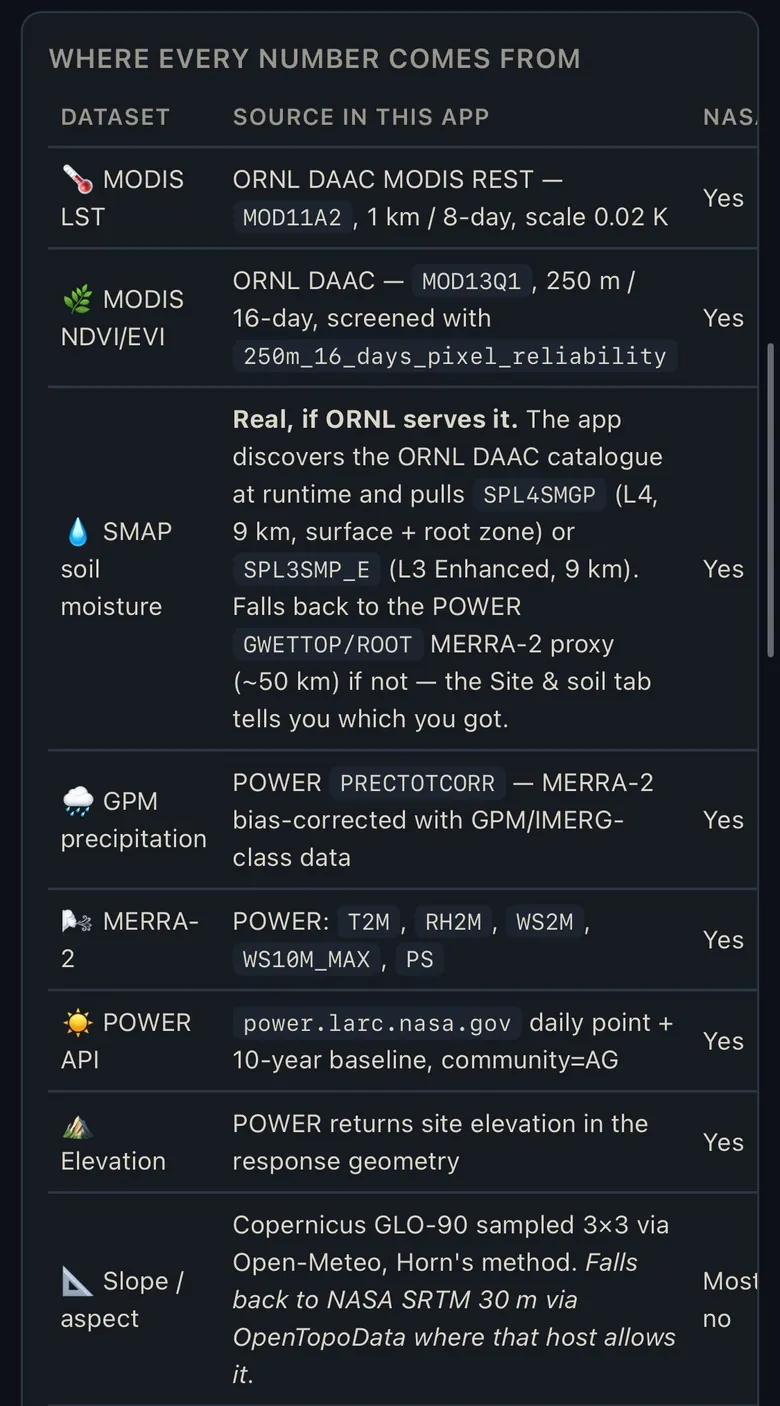 WHERE EVERY NUMBER COMES FROM
DATASET SOURCE IN THIS APP NASA
MODIS LST
ORNL DAAC MODIS REST —
MOD11A2, 1 km / 8-day, scale 0.02 K
Yes
MODIS NDVI/EVI
ORNL DAAC — MOD13Q1, 250 m /
16-day, screened with
250m_16_days_pixel_reliability
Yes
SMAP
soil
moisture
Real, if ORNL serves it. The app
discovers the ORNL DAAC catalogue
at runtime and pulls SPL4SMGP (L4,
9 km, surface + root zone) or
SPL3SMP_E (L3 Enhanced, 9 km).
Falls back to the POWER
GWETTOP/ROOT MERRA-2 proxy
(~50 km) if not — the Site & soil tab
tells you which you got.
Yes
GPM
precipitation
POWER PRECTOTCORR — MERRA-2
bias-corrected with GPM/IMERG-
class data
Yes
MERRA-
2
POWER: T2M, RH2M, WS2M,
WS10M_MAX, PS
Yes
POWER
API
power.larc.nasa.gov daily point +
10-year baseline, community=AG
Yes
Elevation
POWER returns site elevation in the
response geometry
Yes
Slope /
aspect
Copernicus GLO-90 sampled 3×3 via
Open-Meteo, Horn's method. Falls
back to NASA SRTM 30 m via
OpenTopoData where that host allows
it.
Most
no